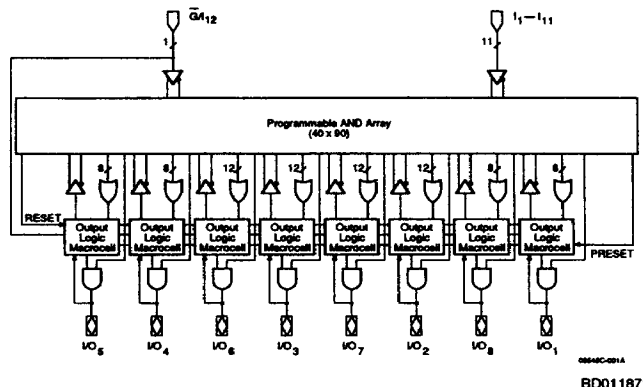 G/I12
I1–I11
1
11
Programmable AND Array
(40 x 90)
8 8 12 12 12 12 8 8
RESET
Output Logic Macrocell
Output Logic Macrocell
Output Logic Macrocell
Output Logic Macrocell
Output Logic Macrocell
Output Logic Macrocell
Output Logic Macrocell
Output Logic Macrocell
PRESET
I/O5 I/O4 I/O6 I/O3 I/O7 I/O2 I/O8 I/O1
BD01187